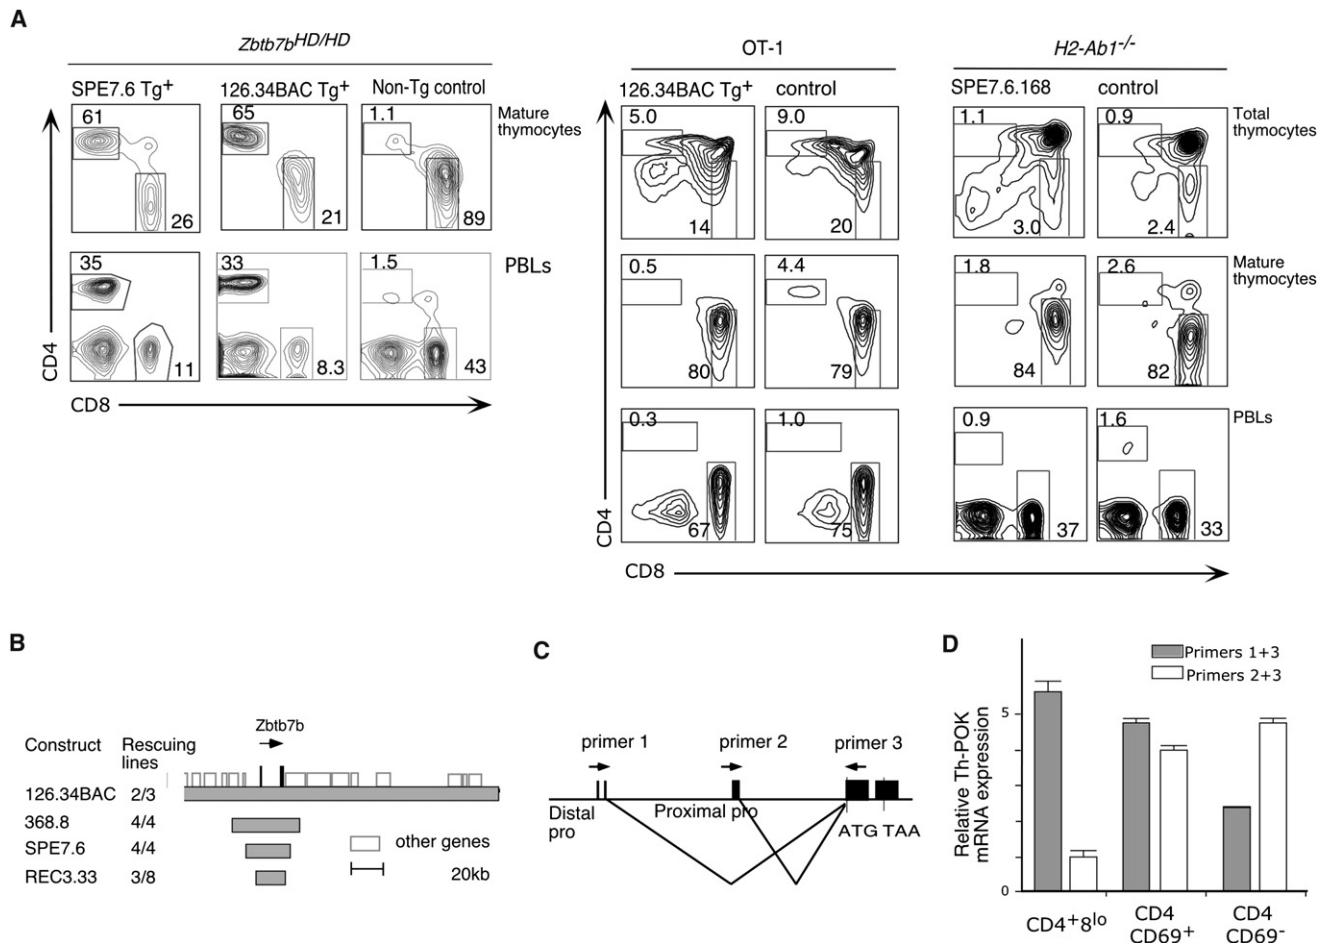 A
Zbtb7b^HD/HD
SPE7.6 Tg+ 126.34BAC Tg+ Non-Tg control
61 65 1.1 Mature
thymocytes
26 21 89
35 33 1.5 PBLs
11 8.3 43
CD4
CD8
OT-1 H2-Ab1-/-
126.34BAC Tg+ control SPE7.6.168 control
5.0 9.0 1.1 0.9 Total
thymocytes
14 20 3.0 2.4
0.5 4.4 1.8 2.6 Mature
thymocytes
80 79 84 82
0.3 1.0 0.9 1.6 PBLs
67 75 37 33
CD4
CD8
B
Zbtb7b
Construct Rescuing
lines
126.34BAC 2/3
368.8 4/4
SPE7.6 4/4
REC3.33 3/8
other genes
20kb
C
primer 1 primer 2 primer 3
Distal
pro
Proximal pro
ATG TAA
D
Primers 1+3
Primers 2+3
Relative Th-POK
mRNA expression
5
0
CD4+8lo CD4
CD69+ CD4
CD69-